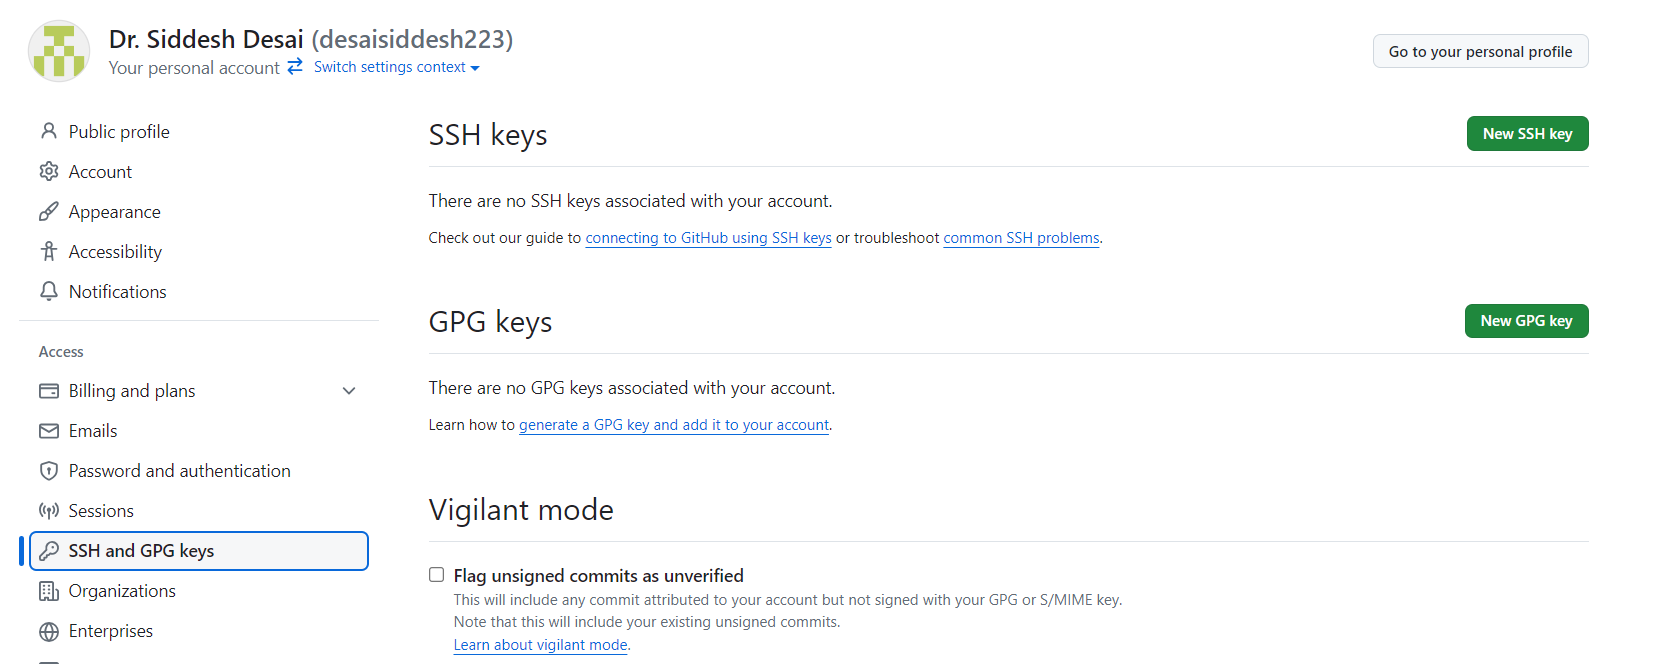 Dr. Siddesh Desai (desaisiddesh223)
Your personal account Switch settings context
Go to your personal profile
Public profile
Account
Appearance
Accessibility
Notifications
Access
Billing and plans
Emails
Password and authentication
Sessions
SSH and GPG keys
Organizations
Enterprises
SSH keys
New SSH key
There are no SSH keys associated with your account.
Check out our guide to connecting to GitHub using SSH keys or troubleshoot common SSH problems.
GPG keys
New GPG key
There are no GPG keys associated with your account.
Learn how to generate a GPG key and add it to your account.
Vigilant mode
Flag unsigned commits as unverified
This will include any commit attributed to your account but not signed with your GPG or S/MIME key.
Note that this will include your existing unsigned commits.
Learn about vigilant mode.